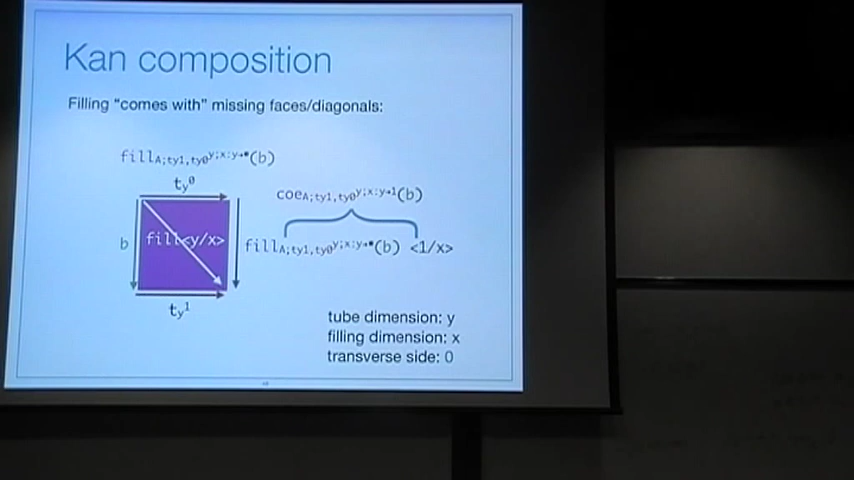 Kan composition
Filling “comes with” missing faces/diagonals:
fill_A;ty1,ty0^y;x:y→*(b)
t_y^0
coe_A;ty1,ty0^y;x:y→1(b)
b
fill<y/x>
fill_A;ty1,ty0^y;x:y→*(b) <1/x>
t_y^1
tube dimension: y
filling dimension: x
transverse side: 0